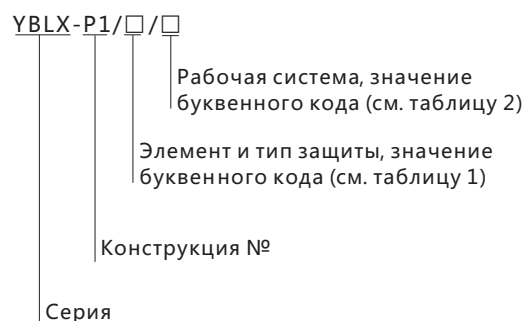 YBLX-P1/□/□
Рабочая система, значение
буквенного кода (см. таблицу 2)
Элемент и тип защиты, значение
буквенного кода (см. таблицу 1)
Конструкция №
Серия